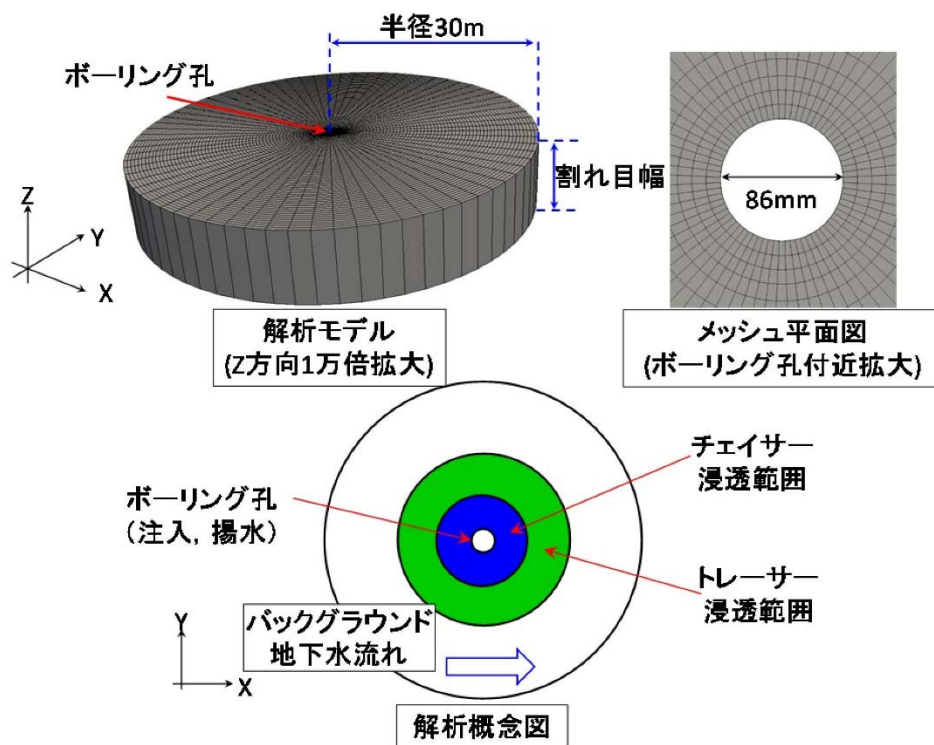 半径30m
ボーリング孔
割れ目幅
Z
Y
X
86mm
解析モデル
(Z方向1万倍拡大)
メッシュ平面図
(ボーリング孔付近拡大)
チェイサー
浸透範囲
ボーリング孔
（注入，揚水）
トレーサー
浸透範囲
バックグラウンド
地下水流れ
Y
X
解析概念図